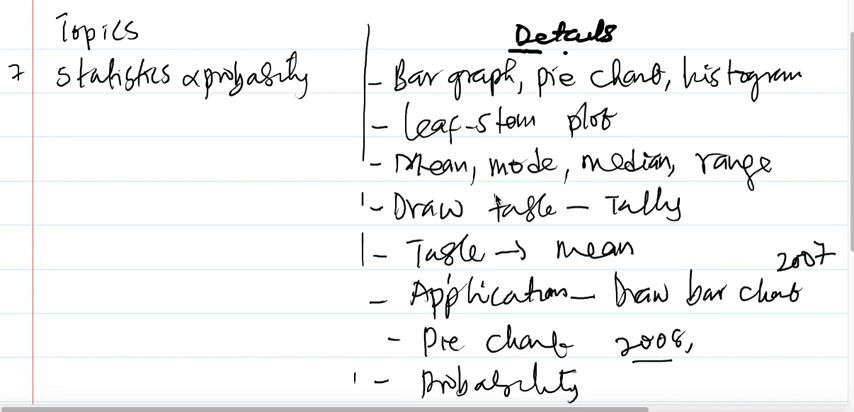 Topics Details
7 Statistics & probability - Bar graph, pie chart, histogram
- Leaf-stem plot
- Mean, mode, median, range
- Draw table - Tally
- Table → mean
2007
- Application - Draw bar chart
- Pie chart 2008,
- Probability